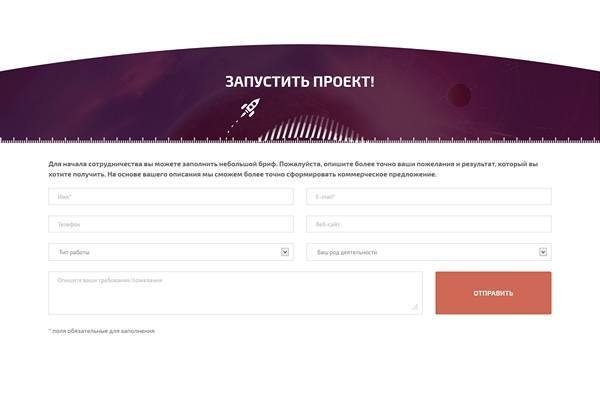 ЗАПУСТИТЬ ПРОЕКТ!
Для начала сотрудничества вы можете заполнить небольшой бриф. Пожалуйста, опишите более точно ваши пожелания и результат, который вы
хотите получить. На основе вашего описания мы сможем более точно сформировать коммерческое предложение.
Имя* E-mail*
Телефон Веб-сайт
Тип работы Ваш род деятельности
Опишите ваши требования/пожелания
ОТПРАВИТЬ
* поля обязательные для заполнения